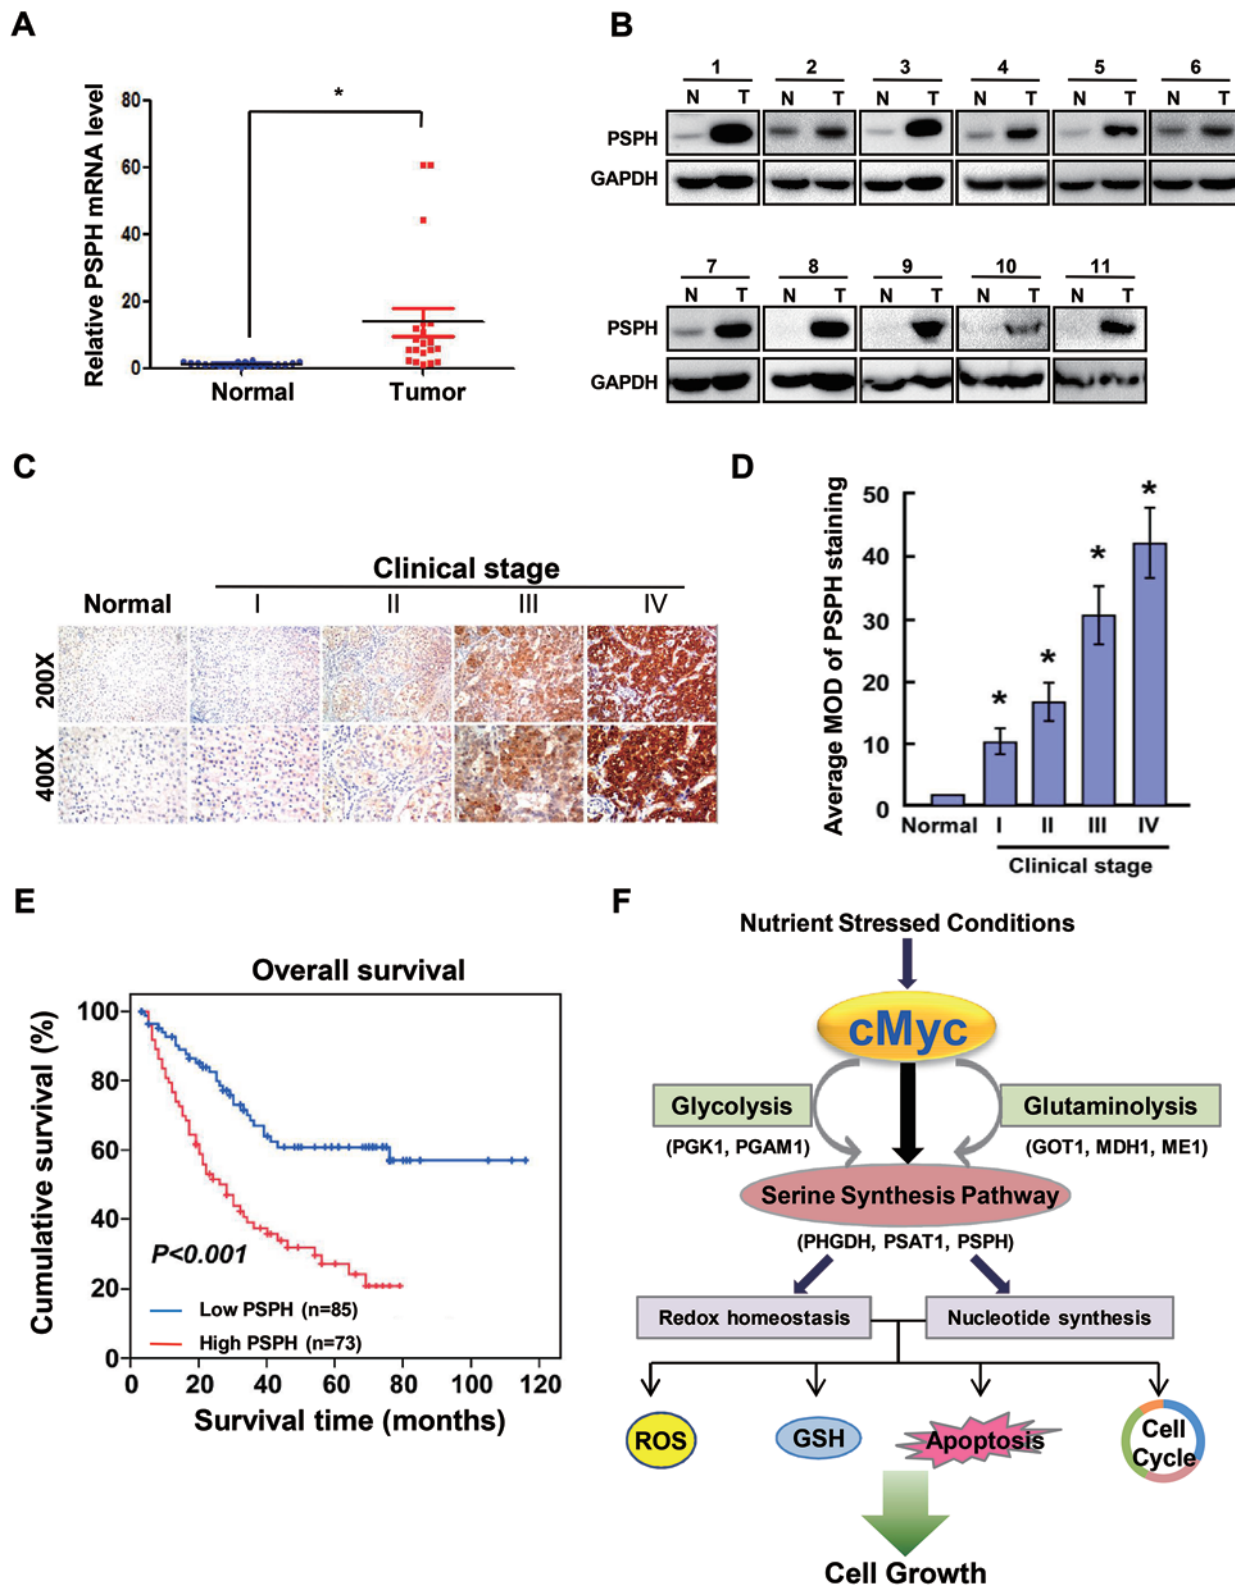 A
Relative PSPH mRNA level
80
60
40
20
0
*
Normal Tumor
B
1 2 3 4 5 6
N T N T N T N T N T N T
PSPH
GAPDH
7 8 9 10 11
N T N T N T N T N T
PSPH
GAPDH
C
Clinical stage
Normal I II III IV
200X
400X
D
Average MOD of PSPH staining
50
40
30
20
10
0
* * * *
Normal I II III IV
Clinical stage
E
Overall survival
Cumulative survival (%)
100
80
60
40
20
0
P<0.001
Low PSPH (n=85)
High PSPH (n=73)
0 20 40 60 80 100 120
Survival time (months)
F
Nutrient Stressed Conditions
cMyc
Glycolysis Glutaminolysis
(PGK1, PGAM1) (GOT1, MDH1, ME1)
Serine Synthesis Pathway
(PHGDH, PSAT1, PSPH)
Redox homeostasis Nucleotide synthesis
ROS GSH Apoptosis Cell
Cycle
Cell Growth